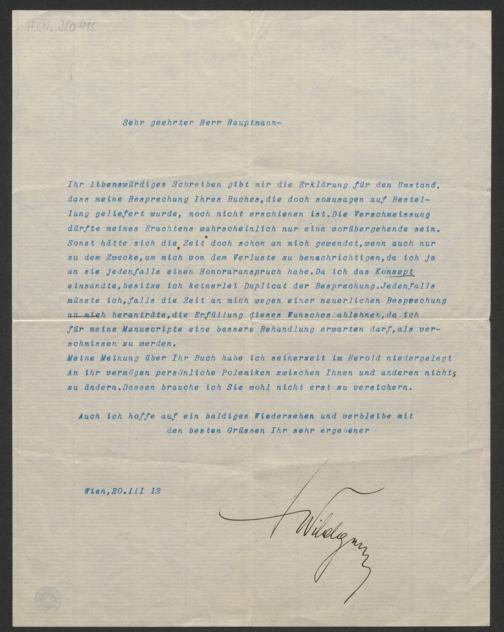 H.I.N. 250 415
Sehr geehrter Herr Hauptmann-
Ihr libenswürdiges Schreiben gibt mir die Erklärung für den Umstand,
dass meine Besprechung Ihres Buches, die doch sozusagen auf Bestel-
lung geliefert wurde, noch nicht erschienen ist. Die Verschmeissung
dürfte meines Erachtens wahrscheinlich nur eine vorübergehende sein.
Sonst hätte sich die Zeit doch schon an mich gewendet, wenn auch nur
zu dem Zwecke, um mich von dem Verluste zu benachrichtigen, da ich ja
an sie jedenfalls einen Honoraranspruch habe. Da ich das Konzept
einsandte, besitze ich keinerlei Duplicat der Besprechung. Jedenfalls
müsste ich, falls die Zeit an mich wegen einer neuerlichen Besprechung
an mich heranträte, die Erfüllung dieses Wunsches ablehnen, da ich
für meine Manuscripte eine bessere Behandlung erwarten darf, als ver-
schmissen zu werden.
Meine Meinung über Ihr Buch habe ich seinerzeit im Herold niedergelegt
An ihr vermögen persönliche Polemiken zwischen Ihnen und anderen nichts
zu ändern. Dessen brauche ich Sie wohl nicht erst zu versichern.
Auch ich hoffe auf ein baldiges Wiedersehen und verbleibe mit
den besten Grüssen Ihr sehr ergebener
Wien, 20. III 12
Wildgans